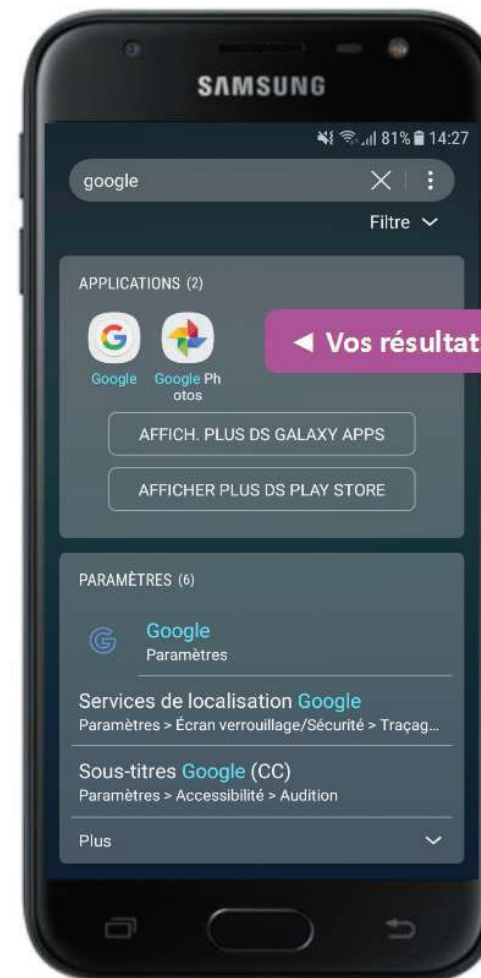 SAMSUNG
81% 14:27
google
Filtre
APPLICATIONS (2)
◄ Vos résultat
Google
Google Ph
otos
AFFICH. PLUS DS GALAXY APPS
AFFICHER PLUS DS PLAY STORE
PARAMÈTRES (6)
Google
Paramètres
Services de localisation Google
Paramètres > Écran verrouillage/Sécurité > Traçag...
Sous-titres Google (CC)
Paramètres > Accessibilité > Audition
Plus